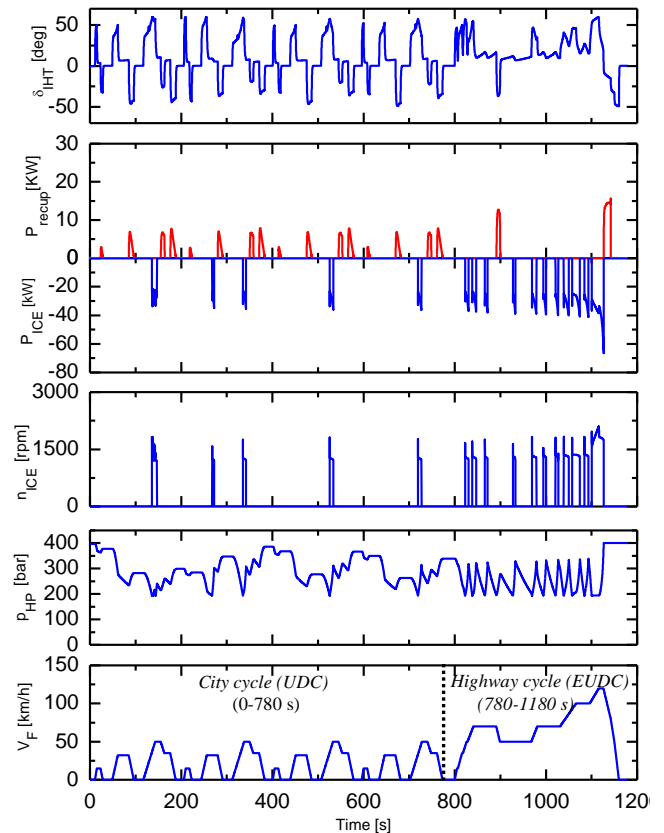 δIHT [deg]
50
0
-50
Precup[KW]
30
20
10
0
PICE [kW]
-20
-40
-60
-80
nICE [rpm]
3000
1500
0
pHP [bar]
400
300
200
100
0
VF [km/h]
150
100
50
0
City cycle (UDC)
(0-780 s)
Highway cycle (EUDC)
(780-1180 s)
0 200 400 600 800 1000 1200
Time [s]